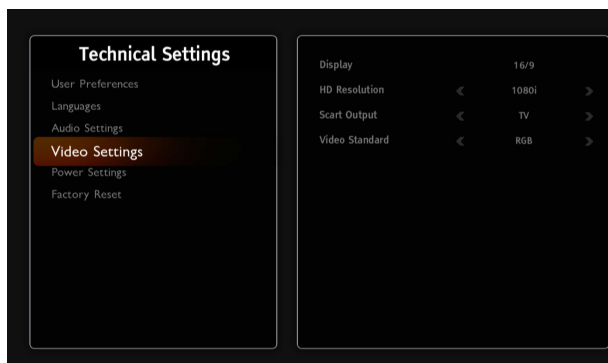 Technical Settings
User Preferences
Languages
Audio Settings
Video Settings
Power Settings
Factory Reset
Display 16/9
HD Resolution 1080i
Scart Output TV
Video Standard RGB